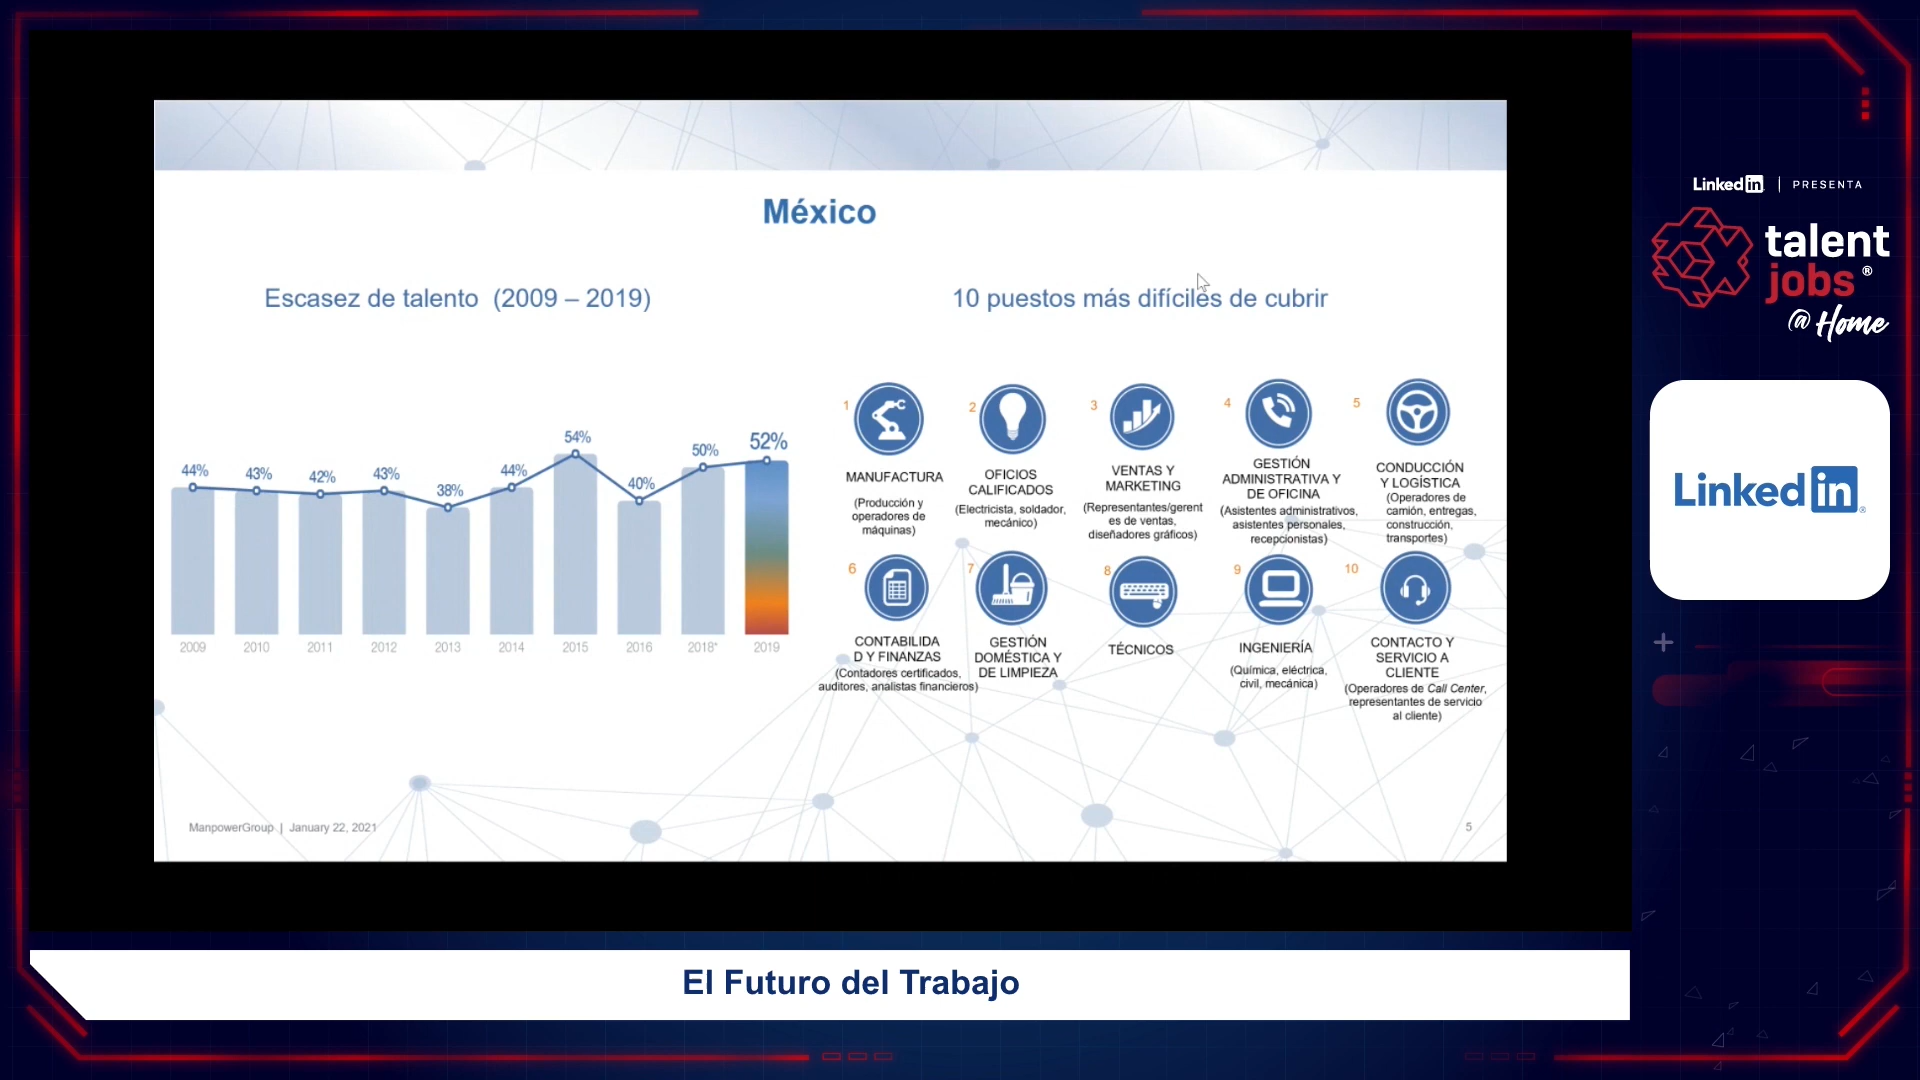 México
Escasez de talento (2009 – 2019)
44%
43%
42%
43%
38%
44%
54%
40%
50%
52%
2009
2010
2011
2012
2013
2014
2015
2016
2018*
2019
10 puestos más difíciles de cubrir
1
MANUFACTURA
(Producción y
operadores de
máquinas)
2
OFICIOS
CALIFICADOS
(Electricista, soldador,
mecánico)
3
VENTAS Y
MARKETING
(Representantes/gerent
es de ventas,
diseñadores gráficos)
4
GESTIÓN
ADMINISTRATIVA Y
DE OFICINA
(Asistentes administrativos,
asistentes personales,
recepcionistas)
5
CONDUCCIÓN
Y LOGÍSTICA
(Operadores de
camión, entregas,
construcción,
transportes)
6
CONTABILIDA
D Y FINANZAS
(Contadores certificados,
auditores, analistas financieros)
7
GESTIÓN
DOMÉSTICA Y
DE LIMPIEZA
8
TÉCNICOS
9
INGENIERÍA
(Química, eléctrica,
civil, mecánica)
10
CONTACTO Y
SERVICIO A
CLIENTE
(Operadores de Call Center,
representantes de servicio
al cliente)
ManpowerGroup | January 22, 2021
5
LinkedIn | PRESENTA
talent
jobs®
@Home
LinkedIn®
El Futuro del Trabajo